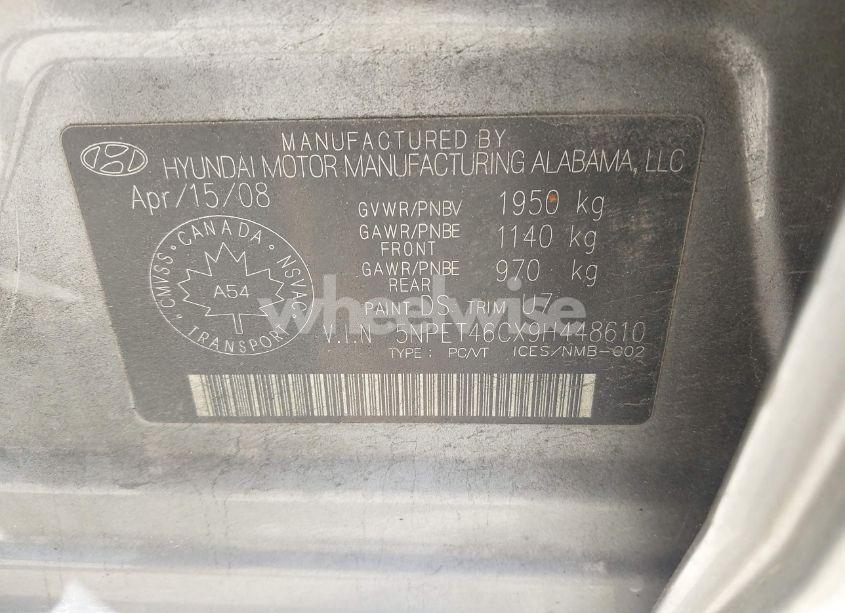 MANUFACTURED BY
HYUNDAI MOTOR MANUFACTURING ALABAMA, LLC
Apr/15/08
GVWR/PNBV 1950 kg
GAWR/PNBE FRONT 1140 kg
GAWR/PNBE REAR 970 kg
PAINT DS TRIM U7
CANADA
CMVSS NSVAC
A54
TRANSPORT
wheelwise
V.I.N 5NPET46CX9H448610
TYPE : PC/VT ICES/NMB-002